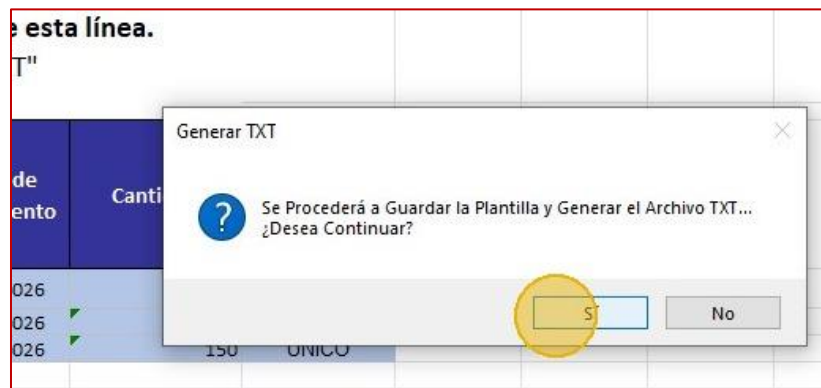 e esta línea.
T"
Generar TXT
de
ento
Canti
Se Procederá a Guardar la Plantilla y Generar el Archivo TXT...
¿Desea Continuar?
Sí
No
026
026
026
150
UNICO